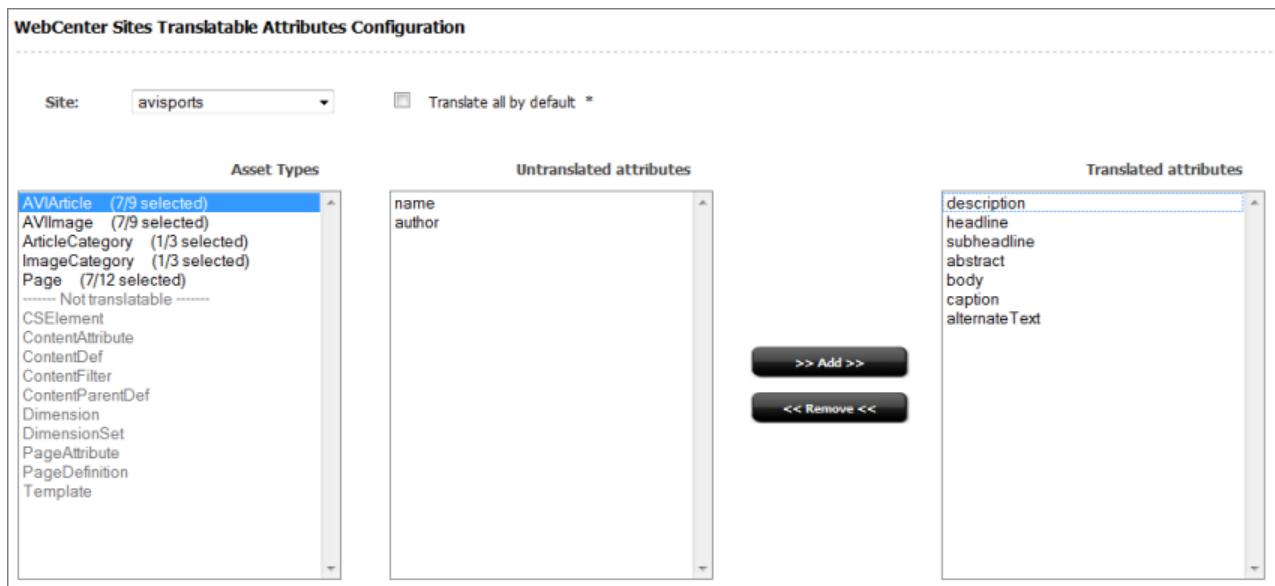 WebCenter Sites Translatable Attributes Configuration
Site: avisports Translate all by default *
Asset Types
AVIArticle (7/9 selected)
AVIImage (7/9 selected)
ArticleCategory (1/3 selected)
ImageCategory (1/3 selected)
Page (7/12 selected)
------- Not translatable -------
CSElement
ContentAttribute
ContentDef
ContentFilter
ContentParentDef
Dimension
DimensionSet
PageAttribute
PageDefinition
Template
Untranslated attributes
name
author
>> Add >>
<< Remove <<
Translated attributes
description
headline
subheadline
abstract
body
caption
alternateText